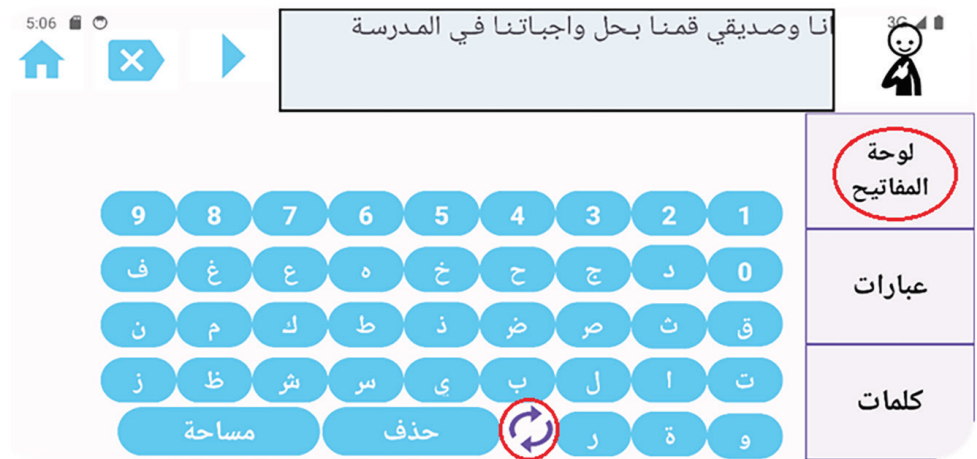 5:06
3G
انا وصديقي قمنا بحل واجباتنا في المدرسة
لوحة
المفاتيح
1 2 3 4 5 6 7 8 9
0 د ج ح خ ه ع غ ف
عبارات
ق ث ص ض ذ ط ك م ن
ت ا ل ب ي س ش ظ ز
كلمات
و ة ر حذف مساحة